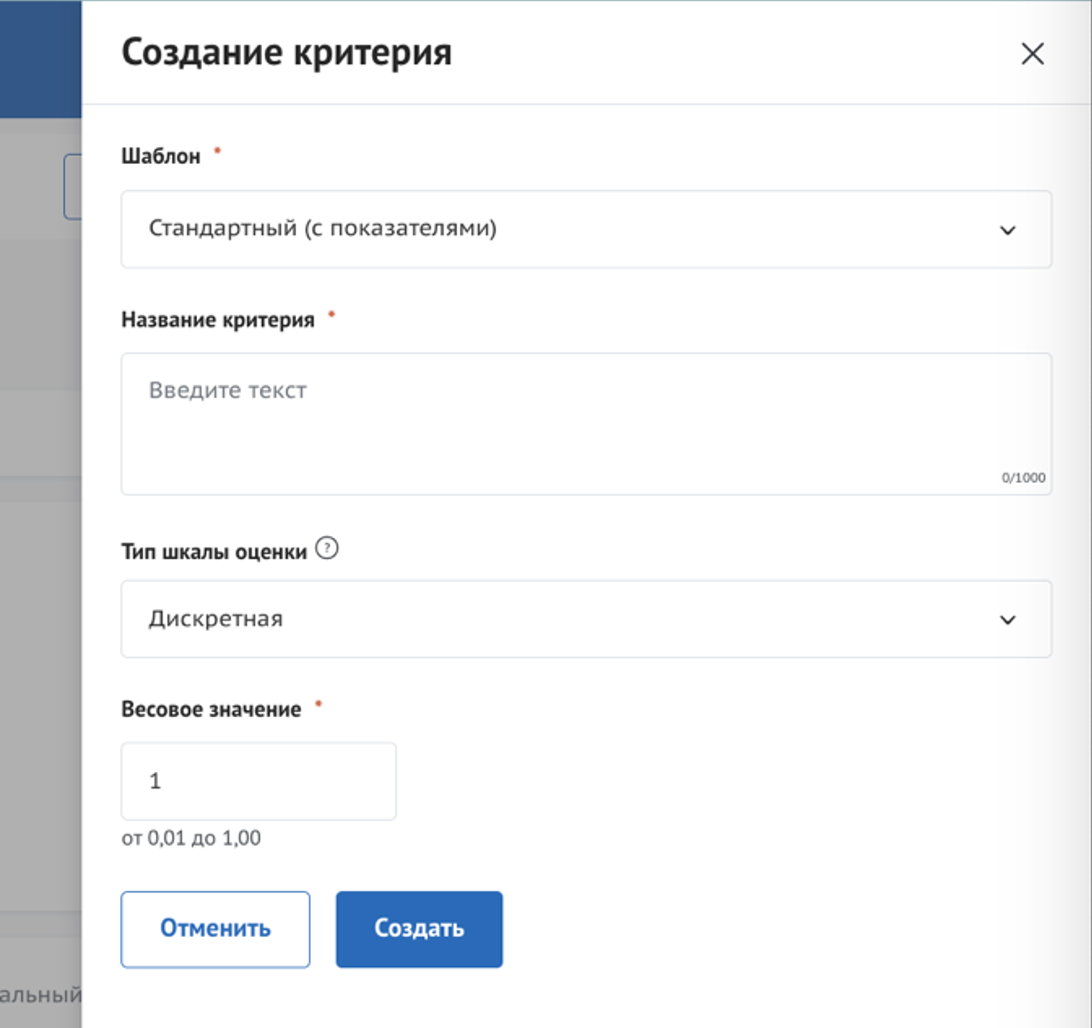 Создание критерия
Шаблон *
Стандартный (с показателями)
Название критерия *
Введите текст
0/1000
Тип шкалы оценки ?
Дискретная
Весовое значение *
1
от 0,01 до 1,00
Отменить Создать
альный